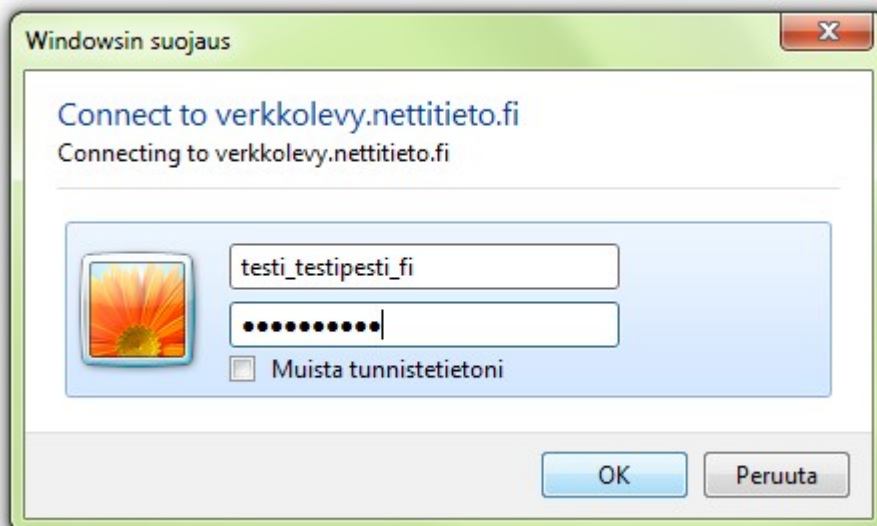 Windowsin suojaus
Connect to verkkolevy.nettitieto.fi
Connecting to verkkolevy.nettitieto.fi
testi_testipesti_fi
●●●●●●●●●●
Muista tunnistetietoni
OK
Peruuta